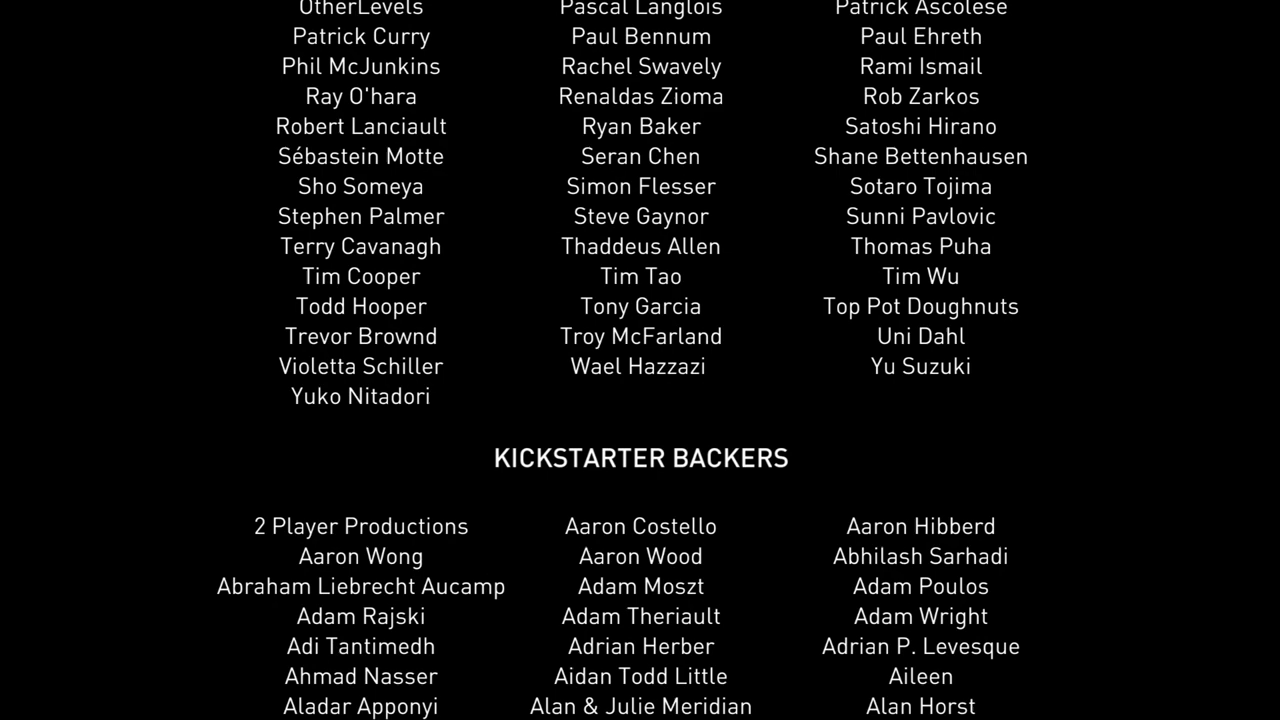 OtherLevels Pascal Langlois Patrick Ascolese
Patrick Curry Paul Bennum Paul Ehreth
Phil McJunkins Rachel Swavely Rami Ismail
Ray O'hara Renaldas Zioma Rob Zarkos
Robert Lanciault Ryan Baker Satoshi Hirano
Sébastein Motte Seran Chen Shane Bettenhausen
Sho Someya Simon Flesser Sotaro Tojima
Stephen Palmer Steve Gaynor Sunni Pavlovic
Terry Cavanagh Thaddeus Allen Thomas Puha
Tim Cooper Tim Tao Tim Wu
Todd Hooper Tony Garcia Top Pot Doughnuts
Trevor Brownd Troy McFarland Uni Dahl
Violetta Schiller Wael Hazzazi Yu Suzuki
Yuko Nitadori
KICKSTARTER BACKERS
2 Player Productions Aaron Costello Aaron Hibberd
Aaron Wong Aaron Wood Abhilash Sarhadi
Abraham Liebrecht Aucamp Adam Moszt Adam Poulos
Adam Rajski Adam Theriault Adam Wright
Adi Tantimedh Adrian Herber Adrian P. Levesque
Ahmad Nasser Aidan Todd Little Aileen
Aladar Apponyi Alan & Julie Meridian Alan Horst